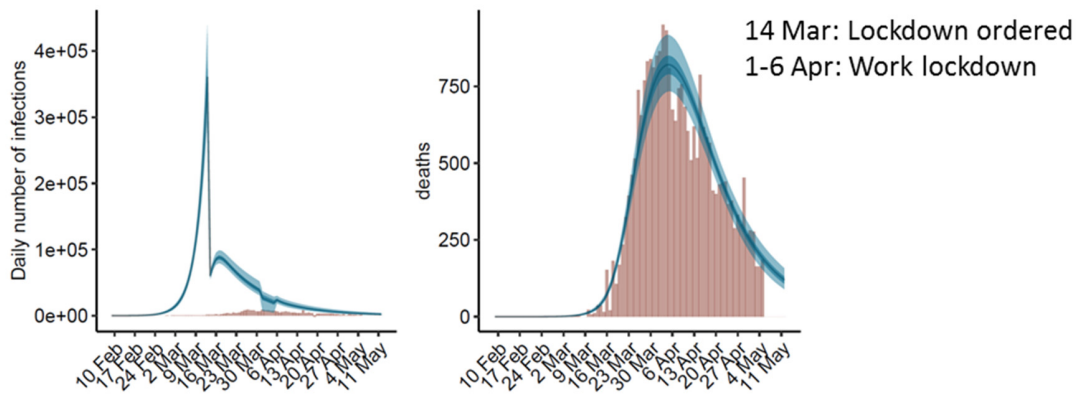 14 Mar: Lockdown ordered
1-6 Apr: Work lockdown
Daily number of infections
4e+05
3e+05
2e+05
1e+05
0e+00
10 Feb
17 Feb
24 Feb
2 Mar
9 Mar
16 Mar
23 Mar
30 Mar
6 Apr
13 Apr
20 Apr
27 Apr
4 May
11 May
deaths
750
500
250
0
10 Feb
17 Feb
24 Feb
2 Mar
9 Mar
16 Mar
23 Mar
30 Mar
6 Apr
13 Apr
20 Apr
27 Apr
4 May
11 May